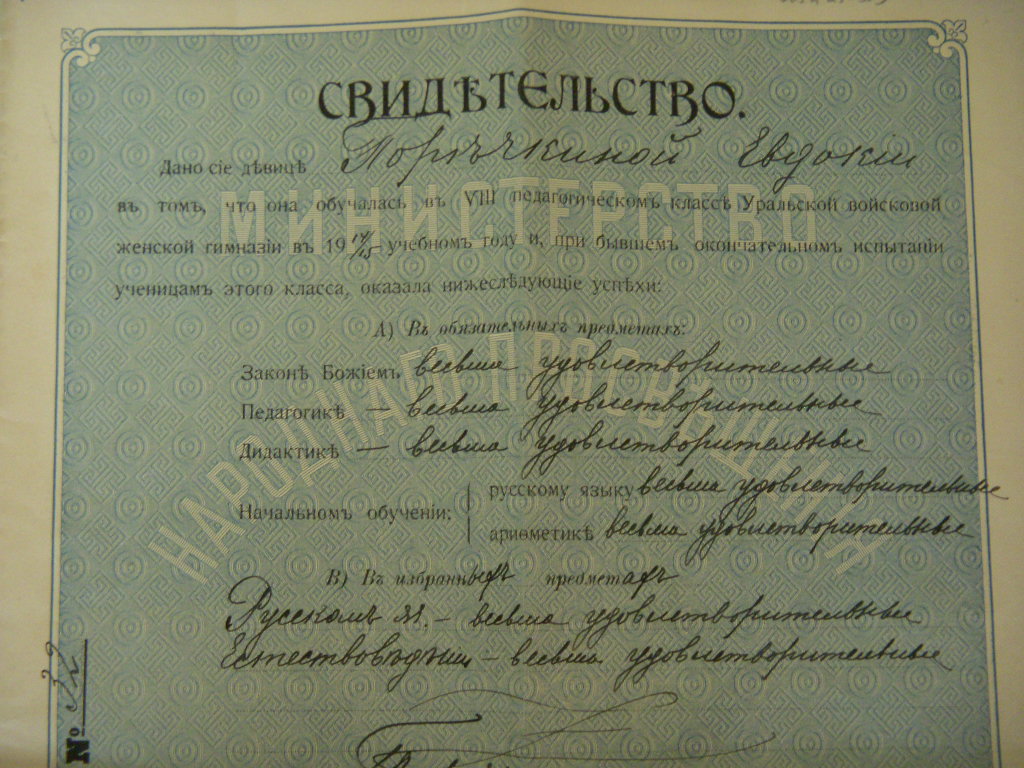 СВИДѢТЕЛЬСТВО.
Дано сіе дѣвицѣ Порѣчкиной Евдокіи
въ томъ, что она обучалась въ VIII педагогическомъ классѣ Уральской войсковой
женской гимназіи въ 19 14/15 учебномъ году и, при бывшемъ окончательномъ испытаніи
ученицамъ этого класса, оказала нижеслѣдующіе успѣхи:
А) Въ обязательныхъ предметахъ:
Законѣ Божіемъ весьма удовлетворительные
Педагогикѣ — весьма удовлетворительные
Дидактикѣ — весьма удовлетворительные
Начальномъ обученіи:
русскому языку весьма удовлетворительные
ариѳметикѣ весьма удовлетворительные
В) Въ избранныхъ предметахъ
Русскомъ яз. – весьма удовлетворительные
Естествовѣдѣніи – весьма удовлетворительные
№ 32
МИНИСТЕРСТВО
НАРОДНАГО ПРОСВѢЩЕНІЯ